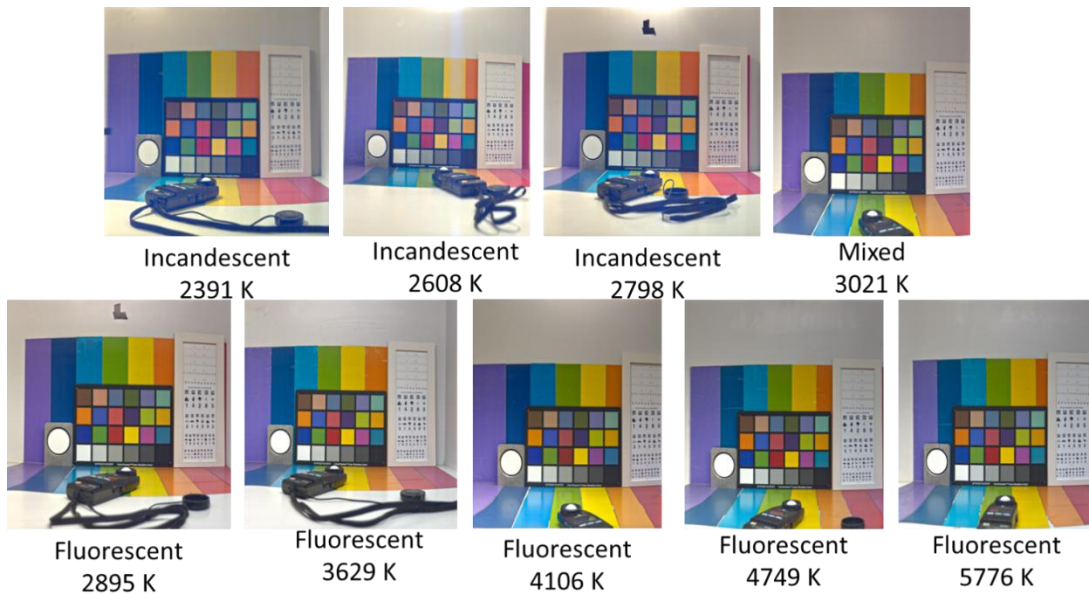 Incandescent
2391 K
Incandescent
2608 K
Incandescent
2798 K
Mixed
3021 K
Fluorescent
2895 K
Fluorescent
3629 K
Fluorescent
4106 K
Fluorescent
4749 K
Fluorescent
5776 K